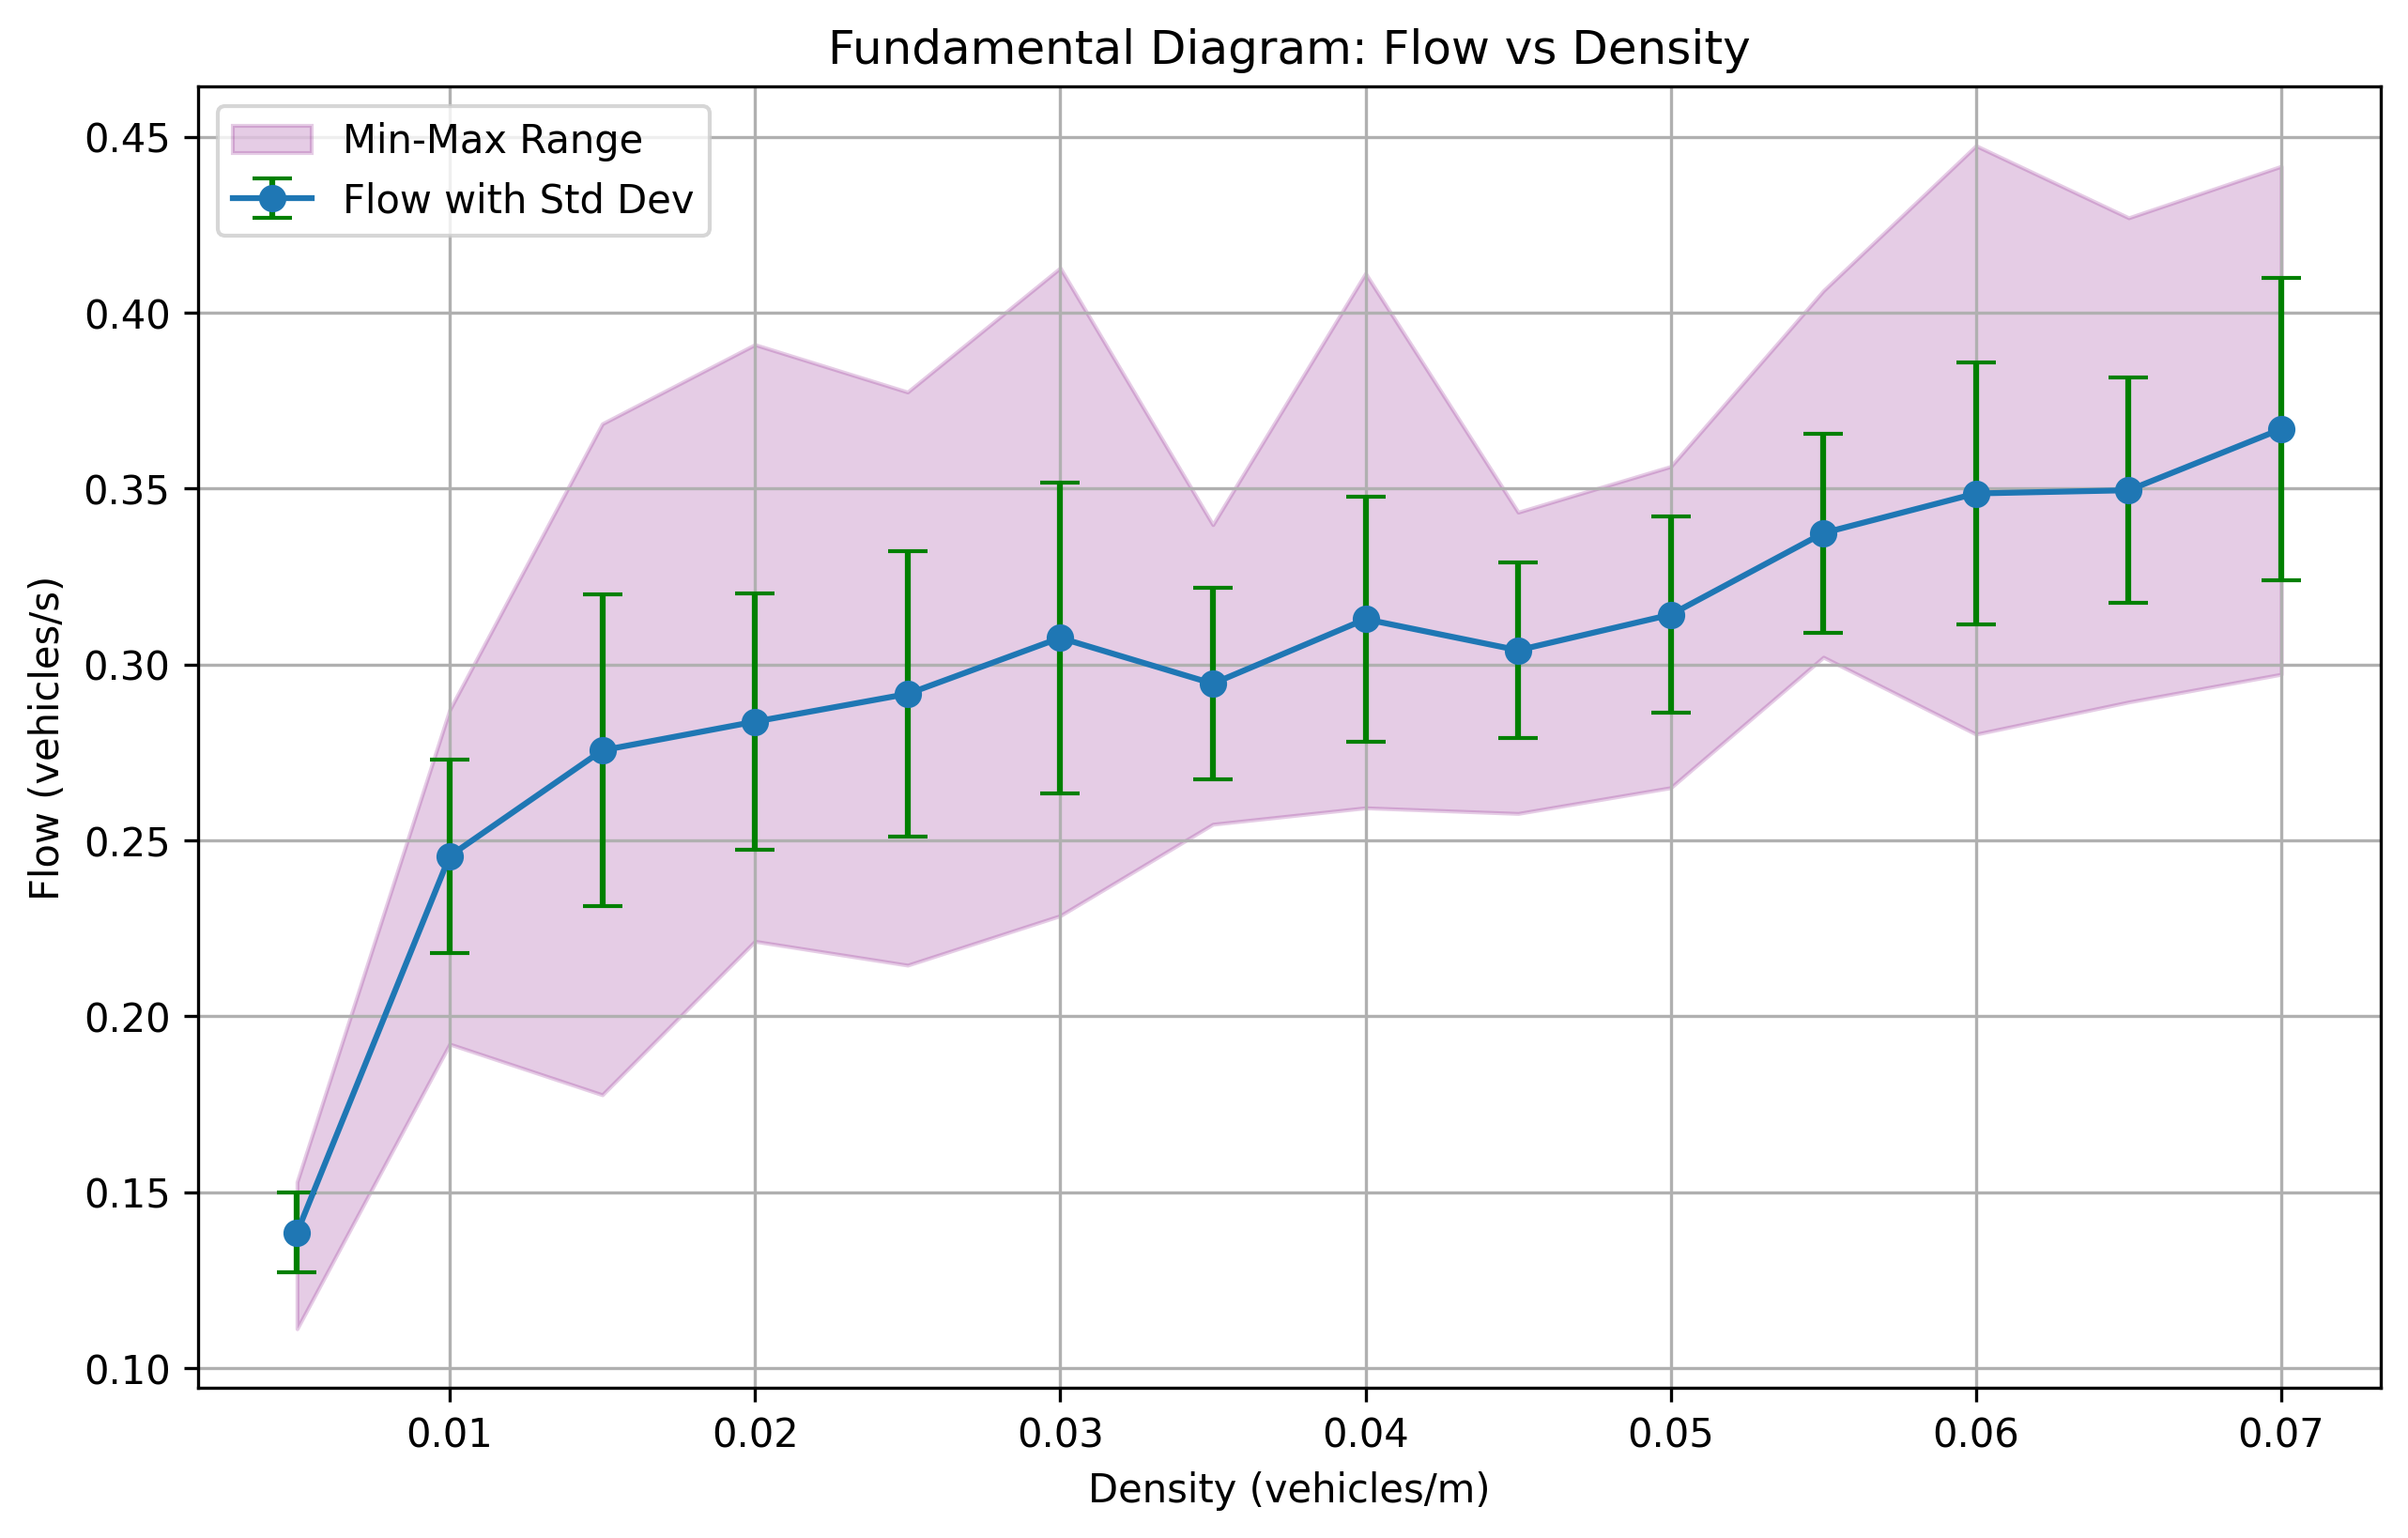 Fundamental Diagram: Flow vs Density
Min-Max Range
Flow with Std Dev
Flow (vehicles/s)
0.45
0.40
0.35
0.30
0.25
0.20
0.15
0.10
0.01 0.02 0.03 0.04 0.05 0.06 0.07
Density (vehicles/m)